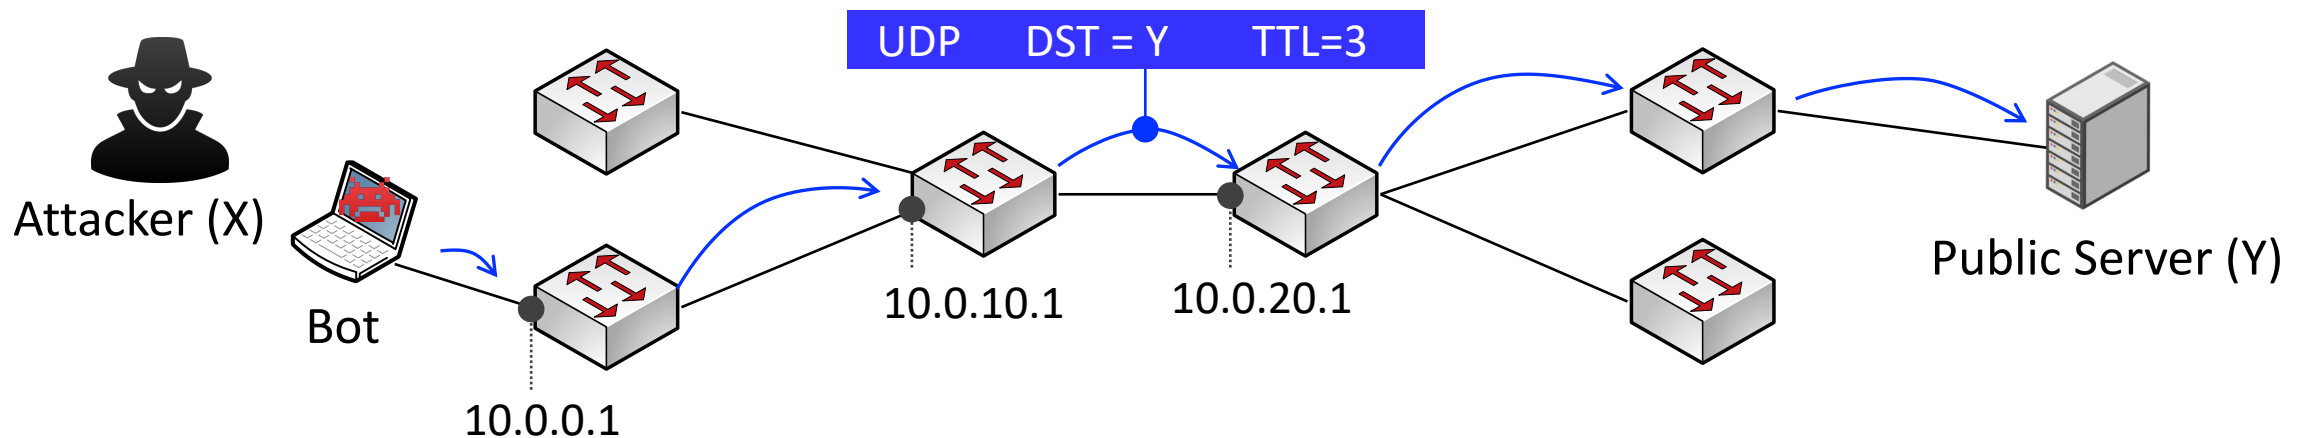 UDP DST = Y TTL=3
Attacker (X)
Bot
10.0.0.1
10.0.10.1
10.0.20.1
Public Server (Y)